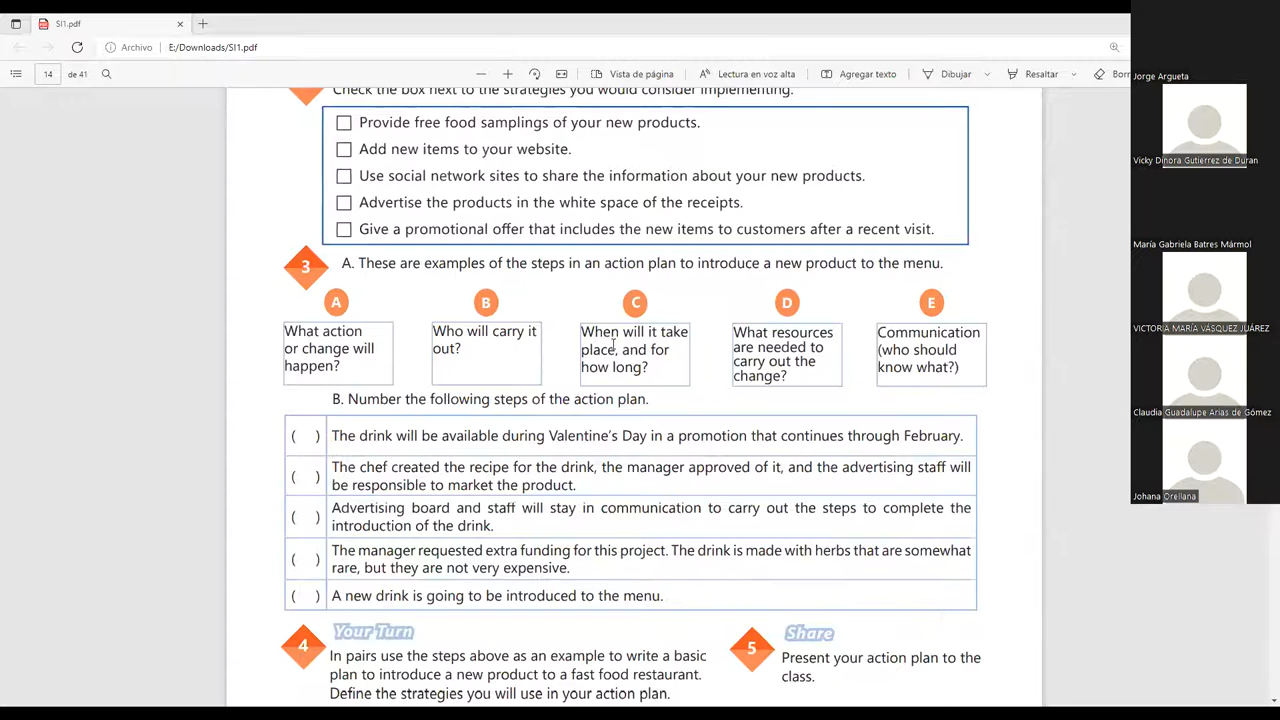 SI1.pdf
Archivo
E:/Downloads/SI1.pdf
14
de 41
Vista de página
Lectura en voz alta
Agregar texto
Dibujar
Resaltar
Borr
Check the box next to the strategies you would consider implementing.
Provide free food samplings of your new products.
Add new items to your website.
Use social network sites to share the information about your new products.
Advertise the products in the white space of the receipts.
Give a promotional offer that includes the new items to customers after a recent visit.
3
A. These are examples of the steps in an action plan to introduce a new product to the menu.
A
B
C
D
E
What action
or change will
happen?
Who will carry it
out?
When will it take
place, and for
how long?
What resources
are needed to
carry out the
change?
Communication
(who should
know what?)
B. Number the following steps of the action plan.
( ) The drink will be available during Valentine's Day in a promotion that continues through February.
( ) The chef created the recipe for the drink, the manager approved of it, and the advertising staff will
be responsible to market the product.
( ) Advertising board and staff will stay in communication to carry out the steps to complete the
introduction of the drink.
( ) The manager requested extra funding for this project. The drink is made with herbs that are somewhat
rare, but they are not very expensive.
( ) A new drink is going to be introduced to the menu.
4
Your Turn
In pairs use the steps above as an example to write a basic
plan to introduce a new product to a fast food restaurant.
Define the strategies you will use in your action plan.
5
Share
Present your action plan to the
class.
Jorge Argueta
Vicky Dinora Gutierrez de Duran
María Gabriela Batres Mármol
VICTORIA MARÍA VÁSQUEZ JUÁREZ
Claudia Guadalupe Arias de Gómez
Johana Orellana